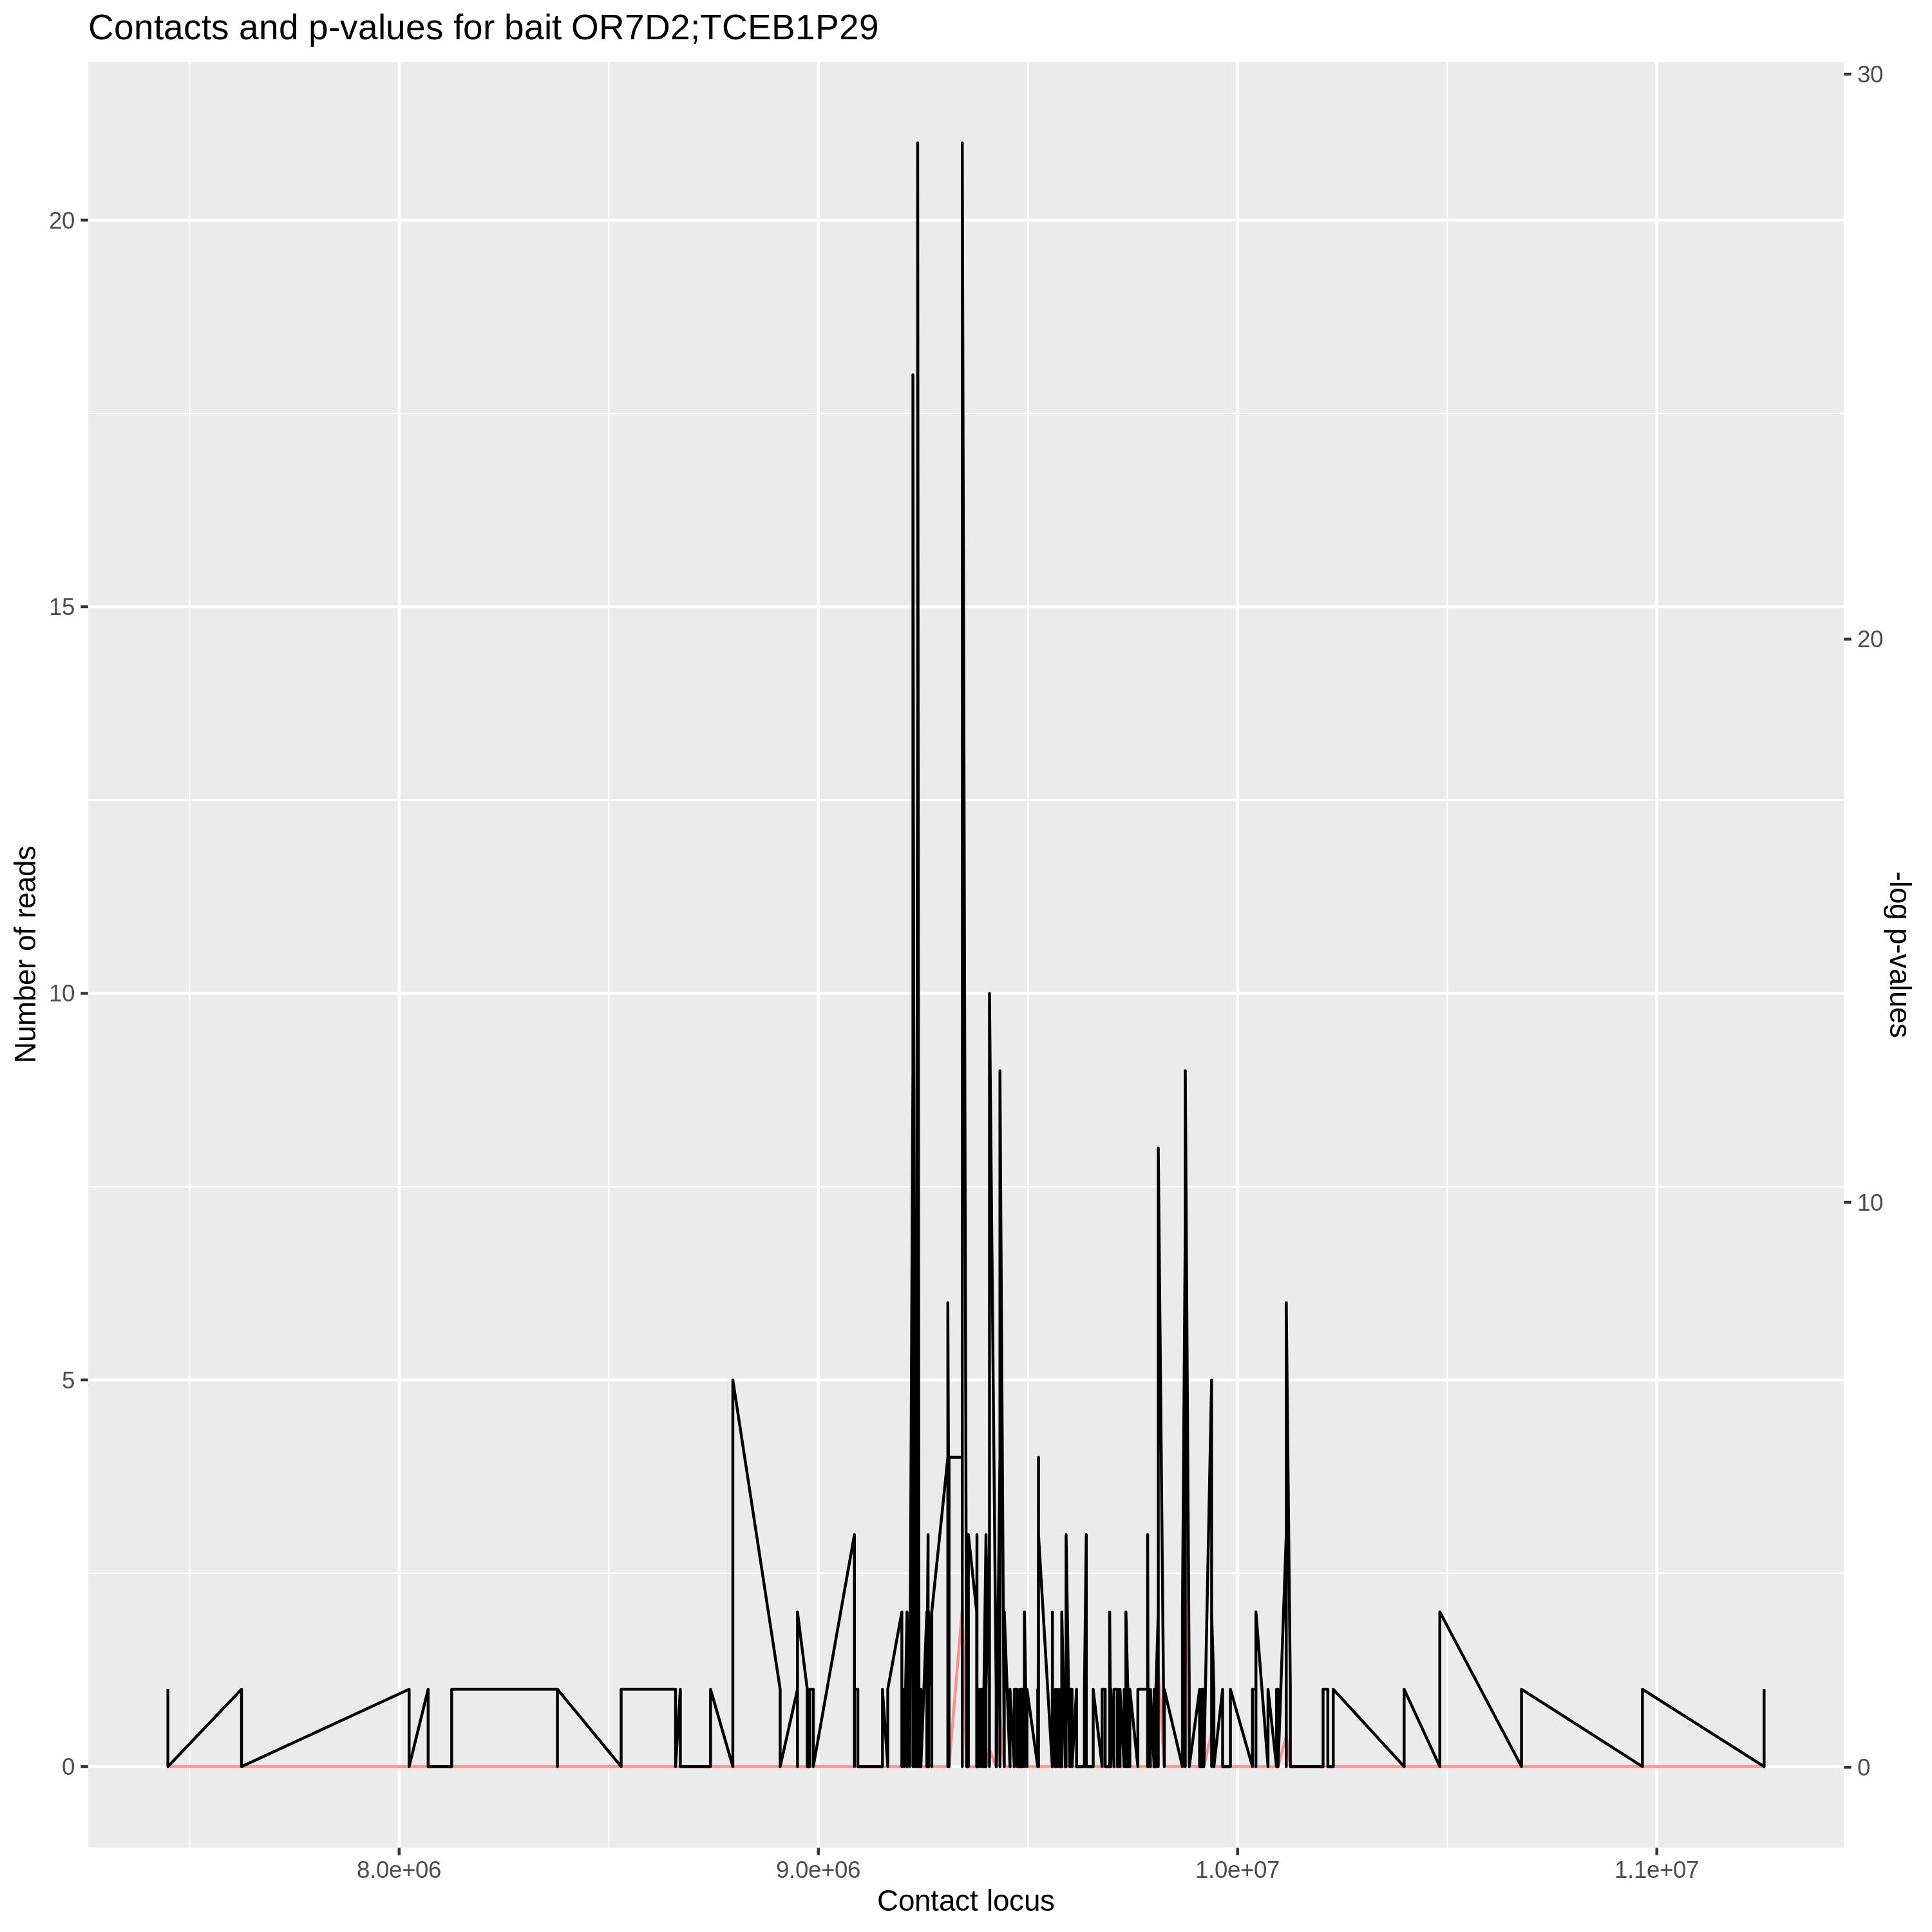 Contacts and p-values for bait OR7D2;TCEB1P29
30
20
15
20
Number of reads
-log p-values
10
10
5
0
0
8.0e+06 9.0e+06 1.0e+07 1.1e+07
Contact locus